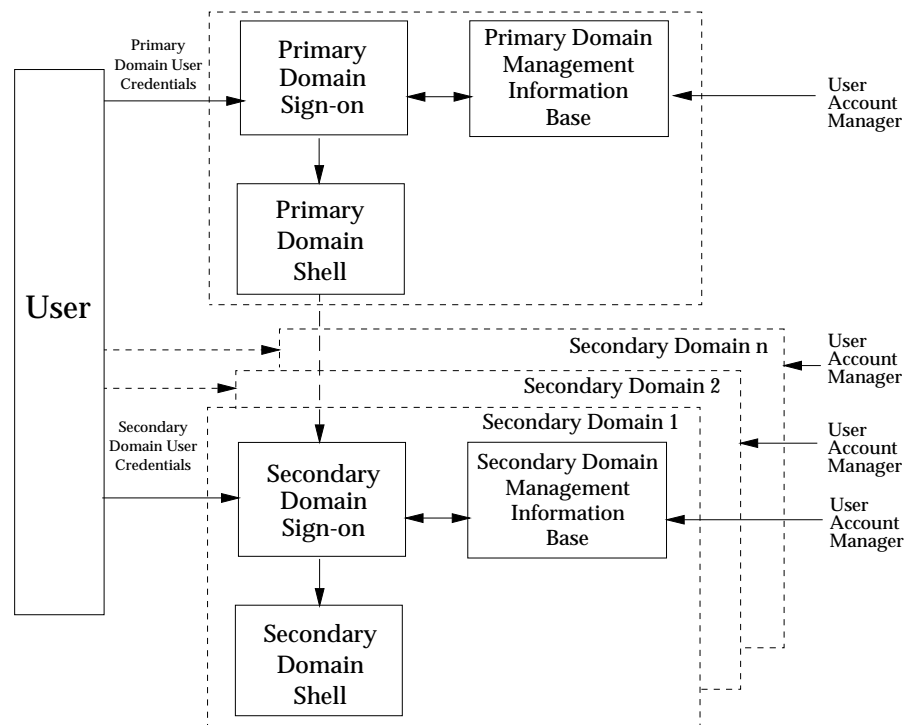 Primary
Domain User
Credentials
Primary
Domain
Sign-on
Primary Domain
Management
Information
Base
User
Account
Manager
Primary
Domain
Shell
User
Secondary Domain n
User
Account
Manager
Secondary Domain 2
Secondary Domain 1
User
Account
Manager
Secondary
Domain User
Credentials
Secondary
Domain
Sign-on
Secondary Domain
Management
Information
Base
User
Account
Manager
Secondary
Domain
Shell